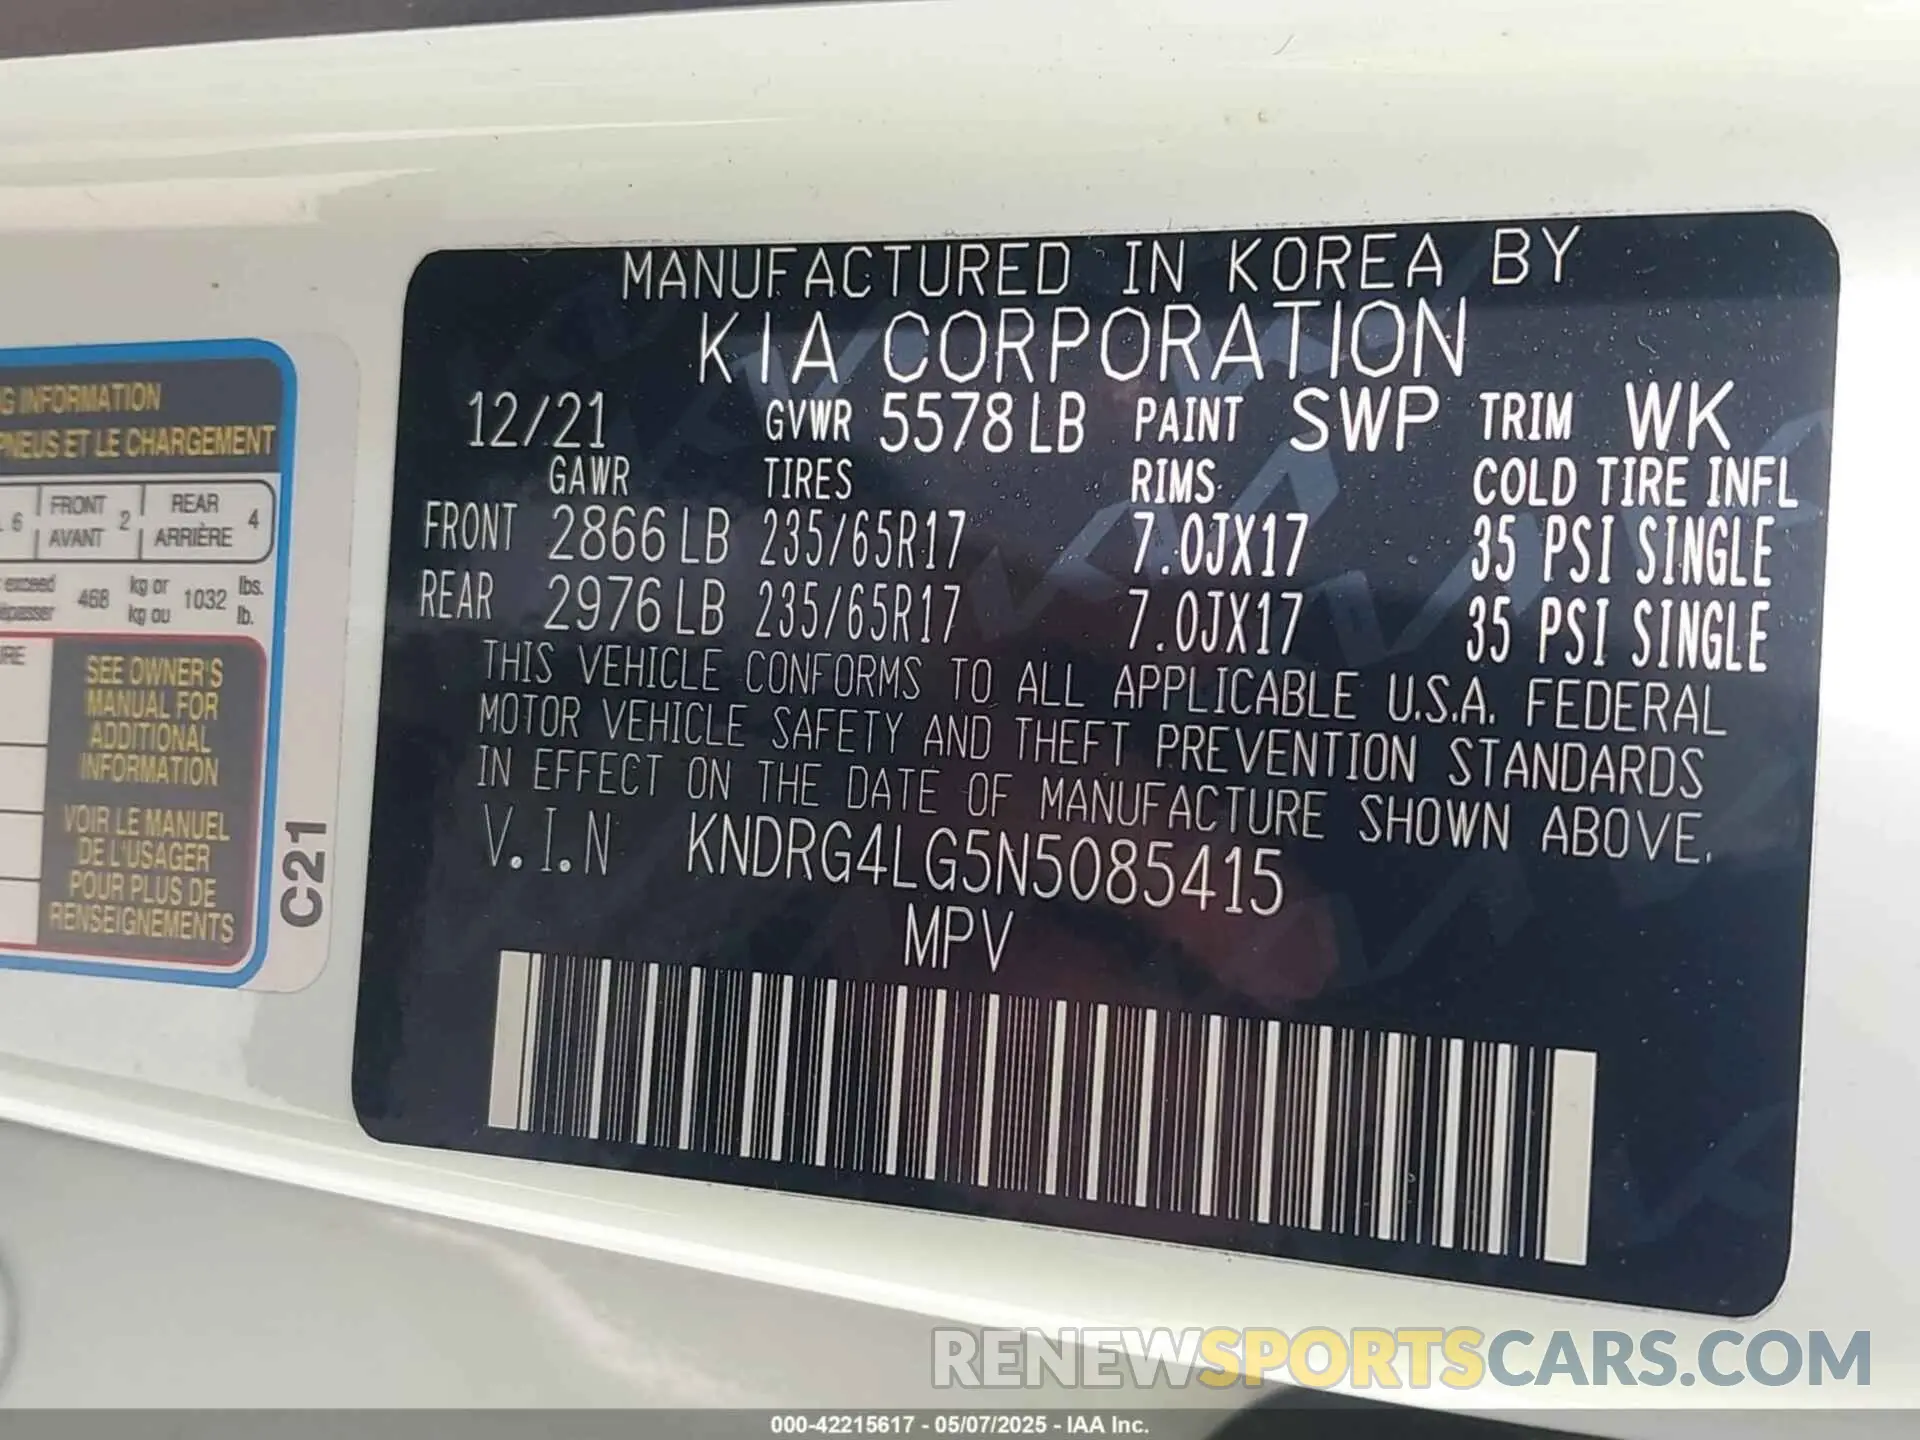 MANUFACTURED IN KOREA BY
KIA CORPORATION
12/21 GVWR 5578 LB PAINT SWP TRIM WK
GAWR TIRES RIMS COLD TIRE INFL
FRONT 2866 LB 235/65R17 7.0JX17 35 PSI SINGLE
REAR 2976 LB 235/65R17 7.0JX17 35 PSI SINGLE
THIS VEHICLE CONFORMS TO ALL APPLICABLE U.S.A. FEDERAL
MOTOR VEHICLE SAFETY AND THEFT PREVENTION STANDARDS
IN EFFECT ON THE DATE OF MANUFACTURE SHOWN ABOVE.
V.I.N KNDRG4LG5N5085415
MPV
INFORMATION
PNEUS ET LE CHARGEMENT
6 FRONT 2 REAR 4
AVANT ARRIÈRE
exceed 468 kg or 1032 lbs.
kg ou lb.
SEE OWNER'S
MANUAL FOR
ADDITIONAL
INFORMATION
VOIR LE MANUEL
DE L'USAGER
POUR PLUS DE
RENSEIGNEMENTS
C21
RENEWSPORTSCARS.COM
000-42215617 - 05/07/2025 - IAA Inc.